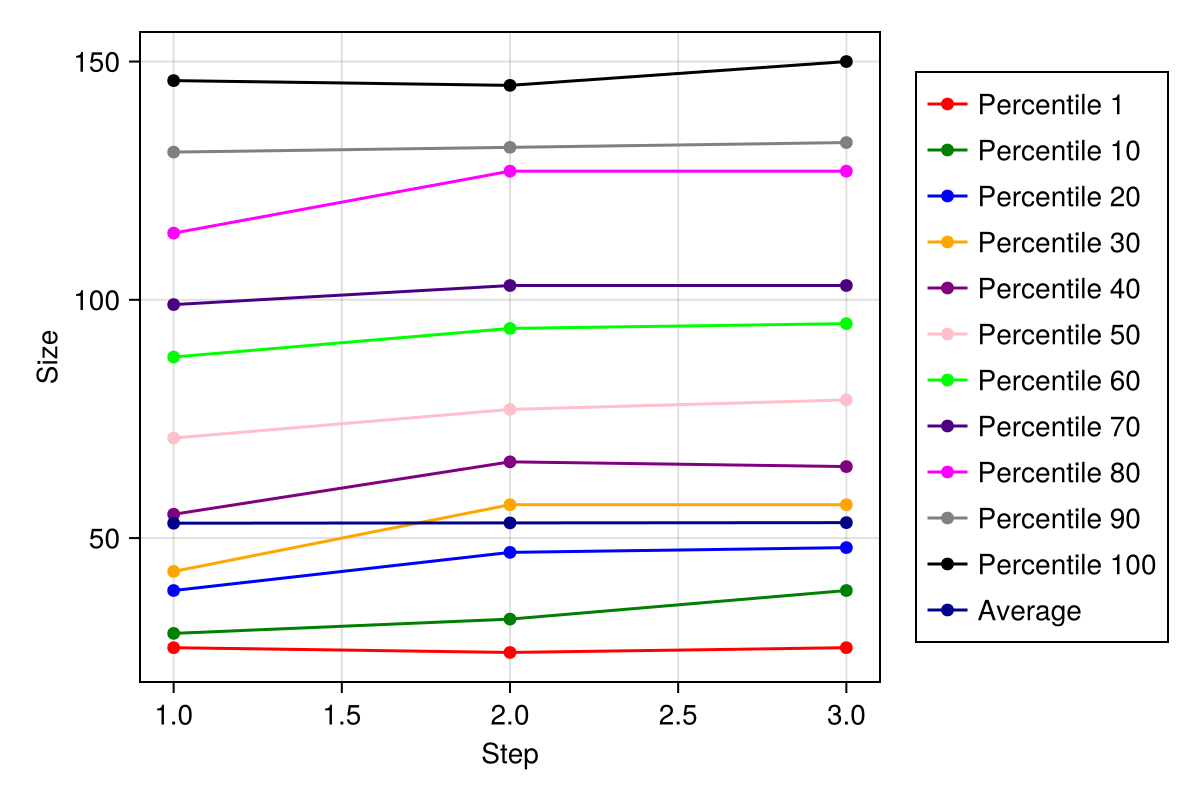 150
100
50
Size
1.0 1.5 2.0 2.5 3.0
Step
Percentile 1
Percentile 10
Percentile 20
Percentile 30
Percentile 40
Percentile 50
Percentile 60
Percentile 70
Percentile 80
Percentile 90
Percentile 100
Average